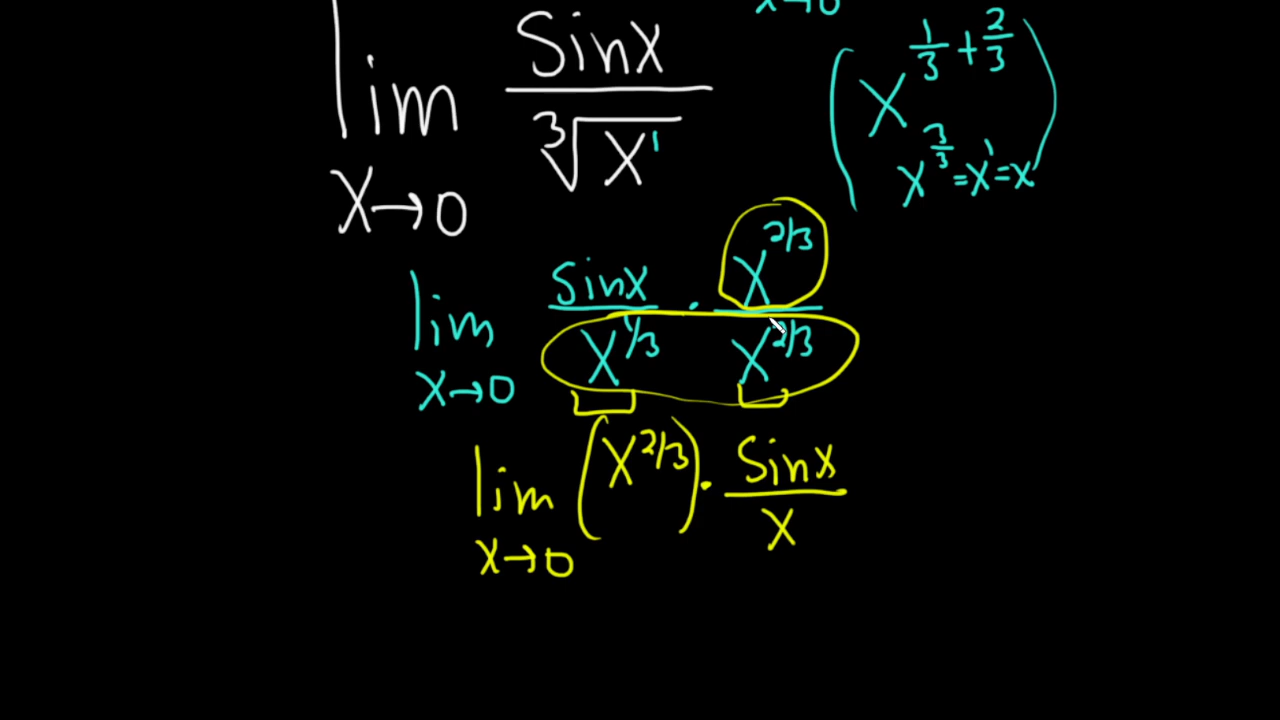 x→0
lim x→0 Sinx / ∛x¹
(x^(1/3 + 2/3)
x^(3/3) = x¹ = x)
lim x→0 Sinx / x^(1/3) · x^(2/3) / x^(2/3)
lim x→0 (x^(2/3)) · Sinx / x